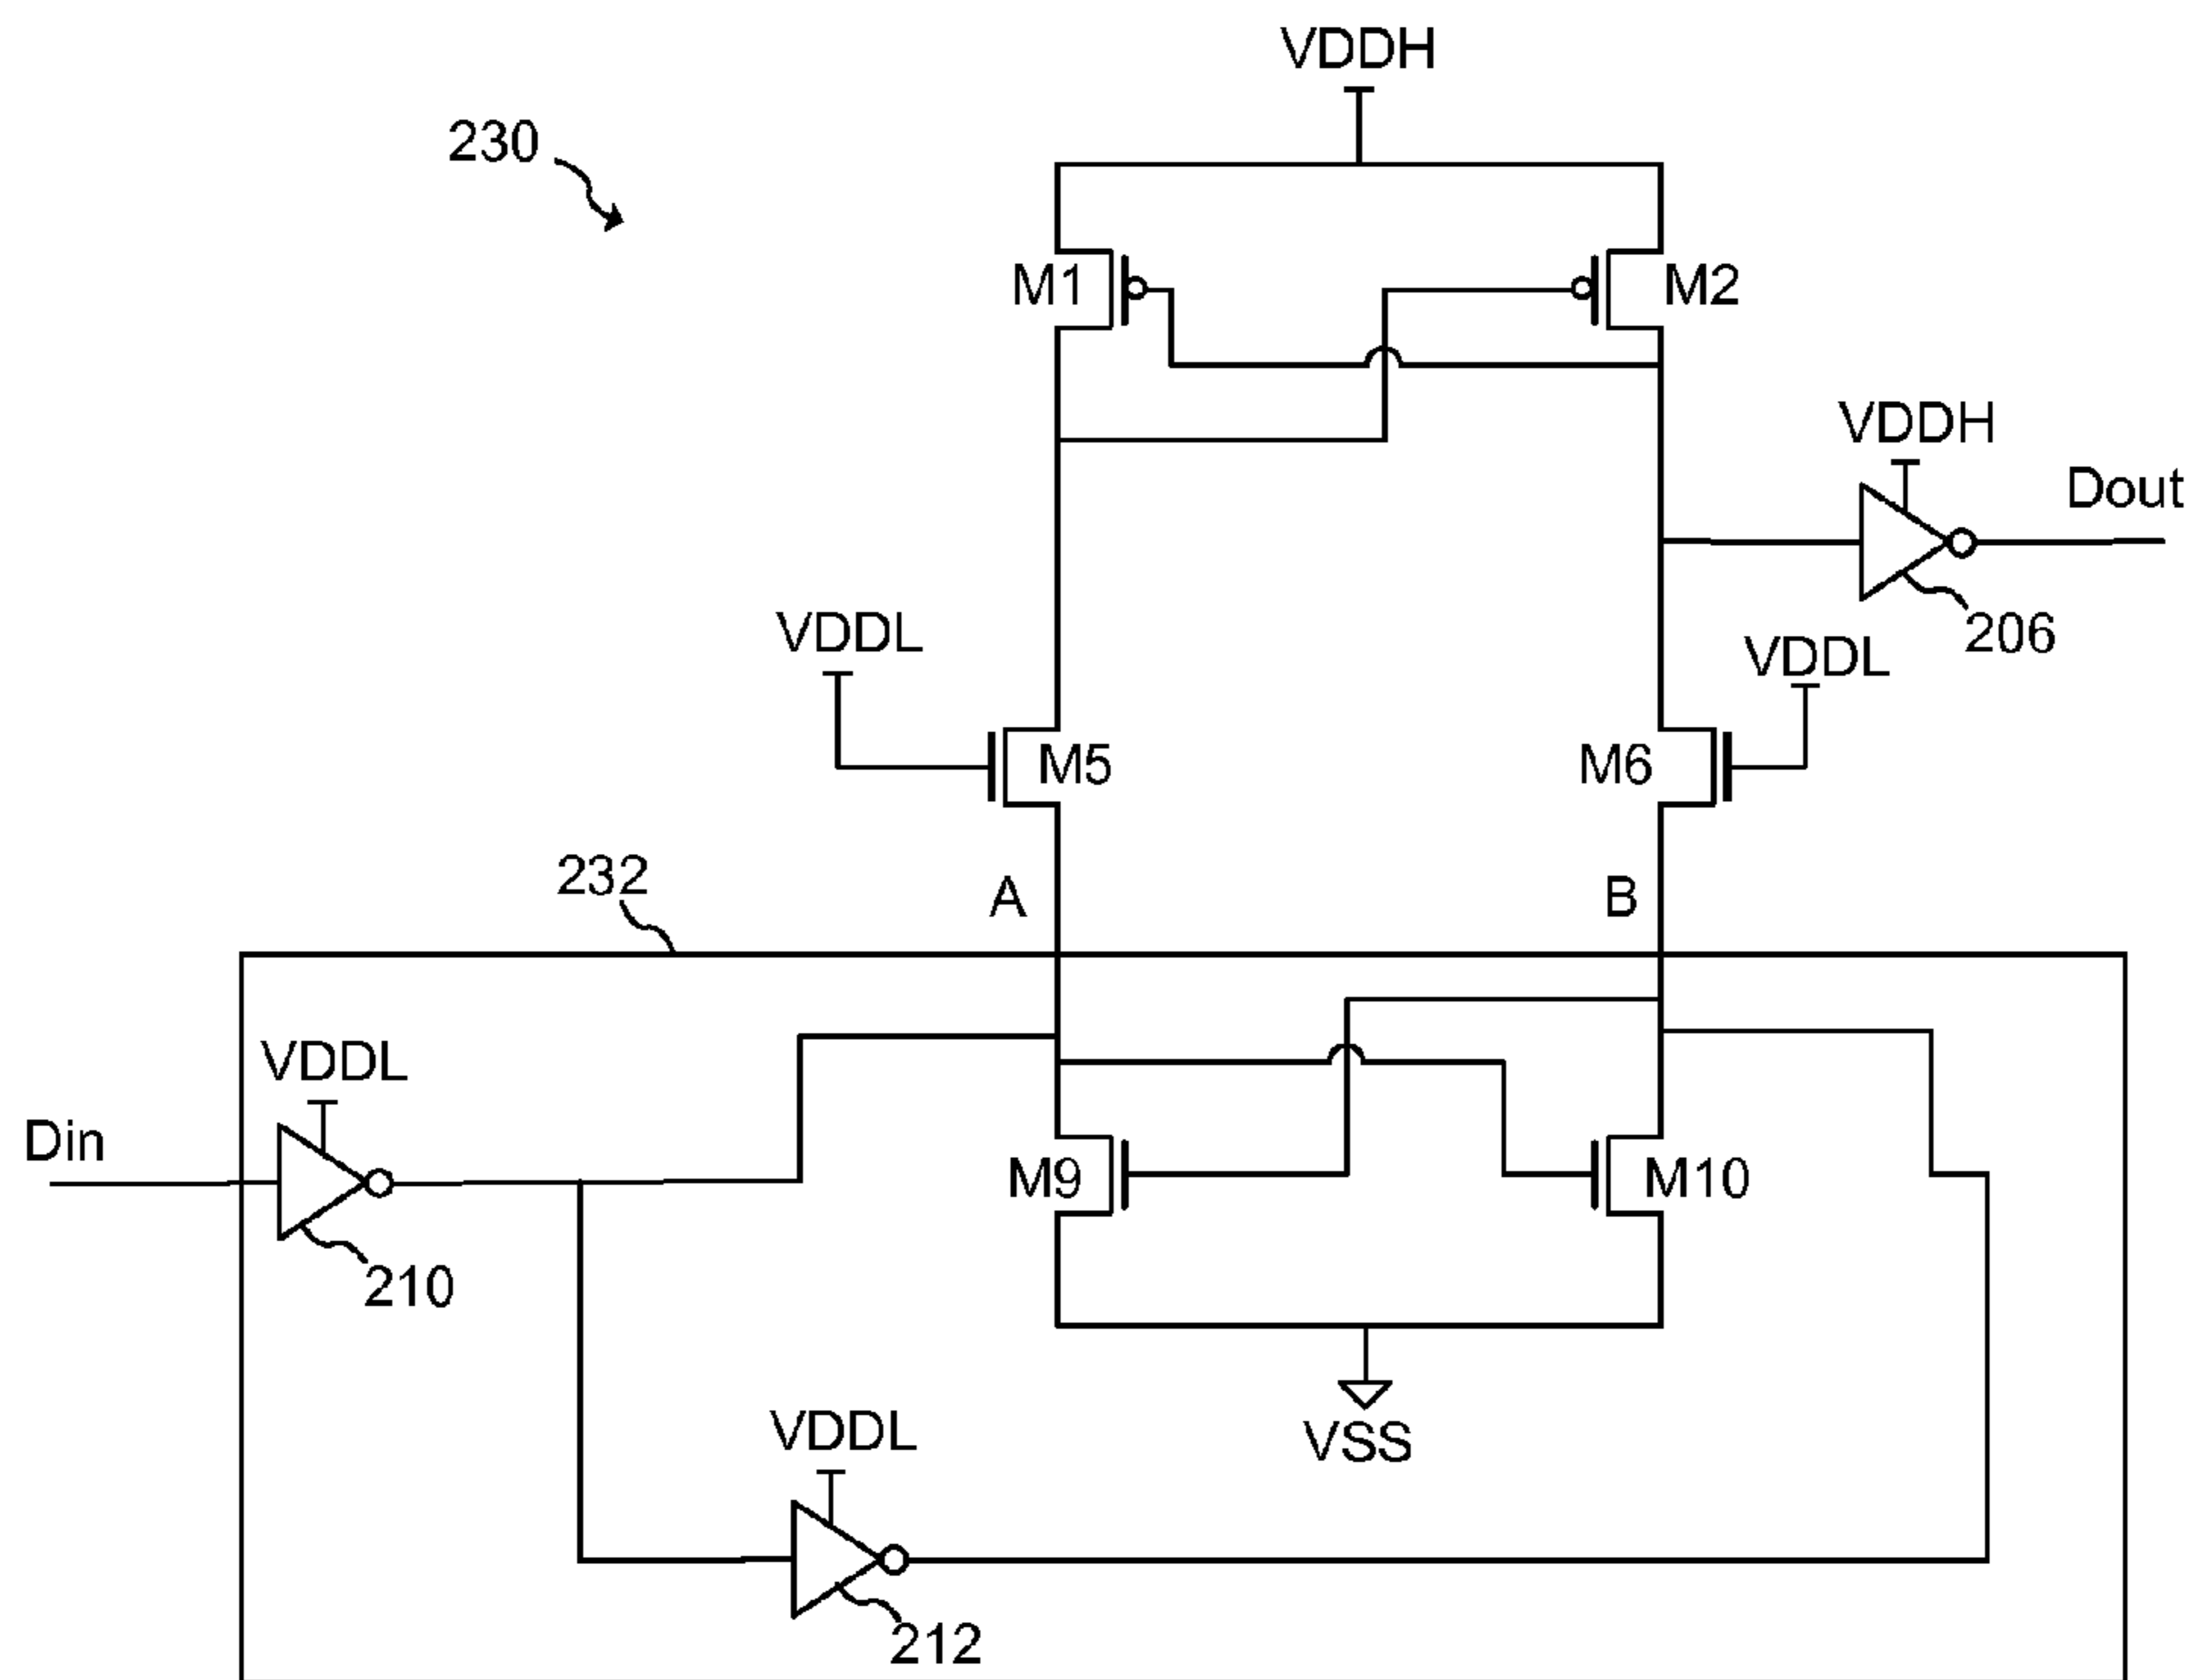 VDDH
230
M1
M2
VDDH
Dout
206
VDDL
VDDL
M5
M6
232
A
B
VDDL
Din
M9
M10
210
VDDL
VSS
212